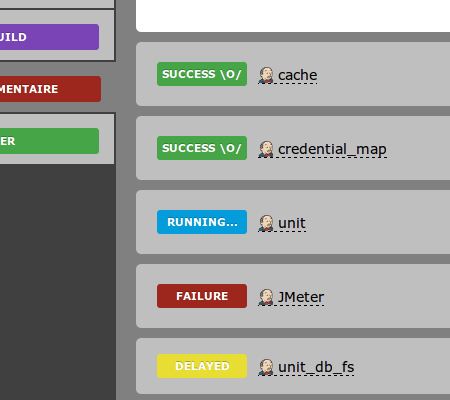 UILD
MENTAIRE
ER
SUCCESS \O/ cache
SUCCESS \O/ credential_map
RUNNING... unit
FAILURE JMeter
DELAYED unit_db_fs